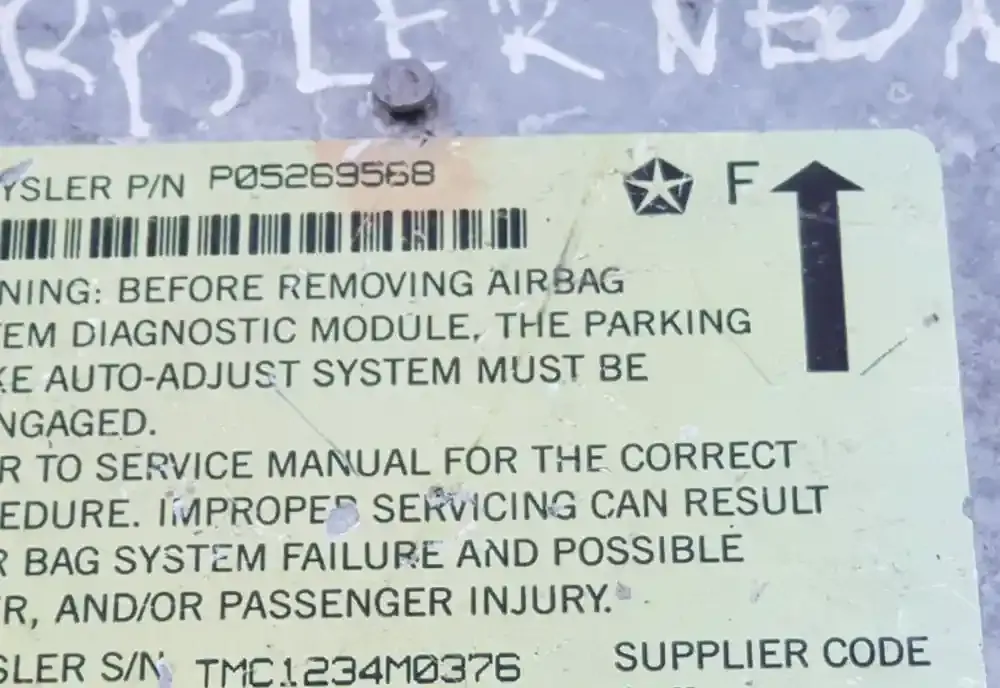 RYSLER NEON
YSLER P/N P05269568
F
NING: BEFORE REMOVING AIRBAG
EM DIAGNOSTIC MODULE, THE PARKING
KE AUTO-ADJUST SYSTEM MUST BE
NGAGED.
R TO SERVICE MANUAL FOR THE CORRECT
EDURE. IMPROPER SERVICING CAN RESULT
R BAG SYSTEM FAILURE AND POSSIBLE
R, AND/OR PASSENGER INJURY.
SLER S/N TMC1234M0376
SUPPLIER CODE